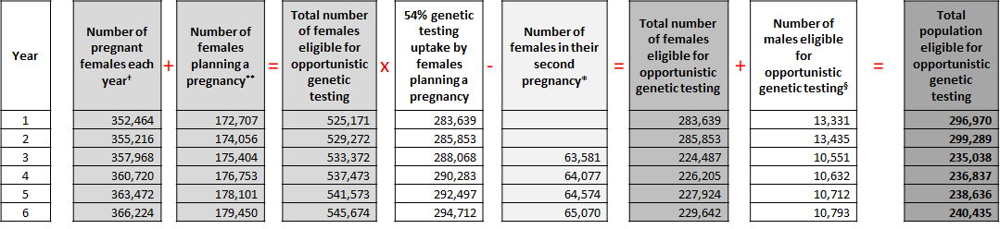 Year
Number of
pregnant
females each
year†
+
Number of
females
planning a
pregnancy**
=
Total number
of females
eligible for
opportunistic
genetic
testing
x
54% genetic
testing
uptake by
females
planning a
pregnancy
-
Number of
females in their
second
pregnancy*
=
Total number
of females
eligible for
opportunistic
genetic testing
+
Number of
males eligible
for
opportunistic
genetic testing§
=
Total
population
eligible for
opportunistic
genetic
testing
1 352,464 172,707 525,171 283,639 283,639 13,331 296,970
2 355,216 174,056 529,272 285,853 285,853 13,435 299,289
3 357,968 175,404 533,372 288,068 63,581 224,487 10,551 235,038
4 360,720 176,753 537,473 290,283 64,077 226,205 10,632 236,837
5 363,472 178,101 541,573 292,497 64,574 227,924 10,712 238,636
6 366,224 179,450 545,674 294,712 65,070 229,642 10,793 240,435